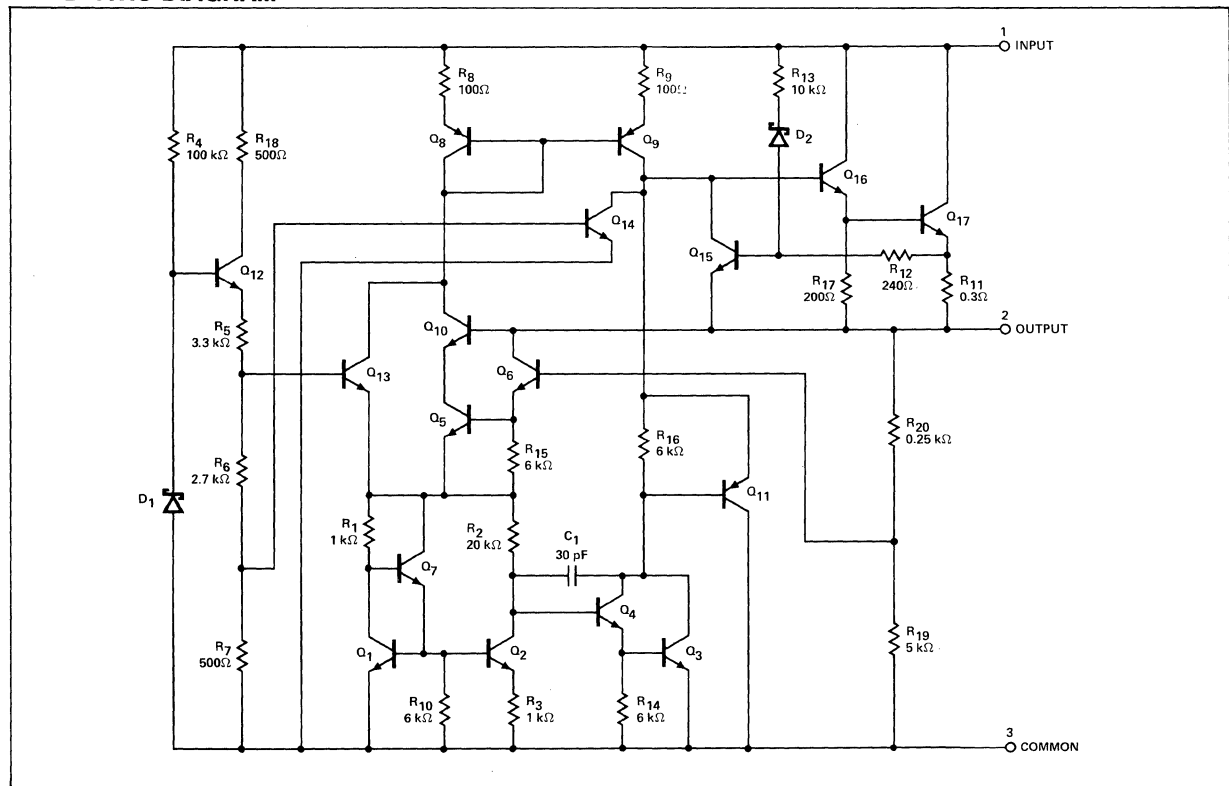 1
INPUT
R8
100Ω
R9
100Ω
R13
10 kΩ
R4
100 kΩ
R18
500Ω
Q8
Q9
D2
Q16
Q14
Q17
Q12
Q15
R12
240Ω
R17
200Ω
R11
0.3Ω
2
OUTPUT
R5
3.3 kΩ
Q10
Q13
Q6
Q5
R20
0.25 kΩ
R15
6 kΩ
R16
6 kΩ
R6
2.7 kΩ
D1
Q11
R1
1 kΩ
R2
20 kΩ
C1
30 pF
Q7
Q4
R7
500Ω
Q1
Q2
Q3
R19
5 kΩ
R10
6 kΩ
R3
1 kΩ
R14
6 kΩ
3
COMMON